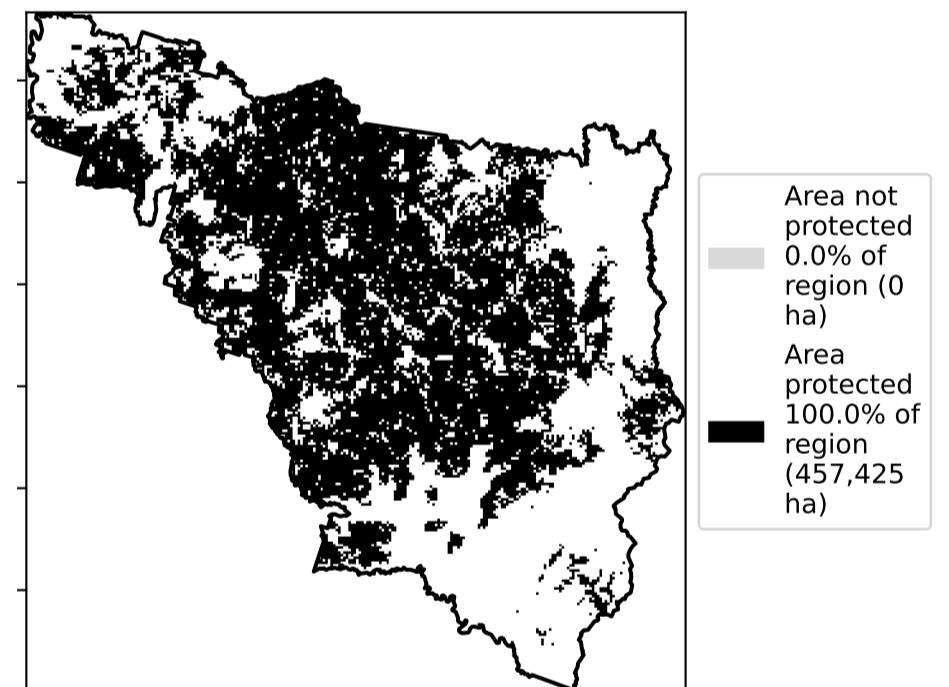 Area not
protected
0.0% of
region (0
ha)
Area
protected
100.0% of
region
(457,425
ha)